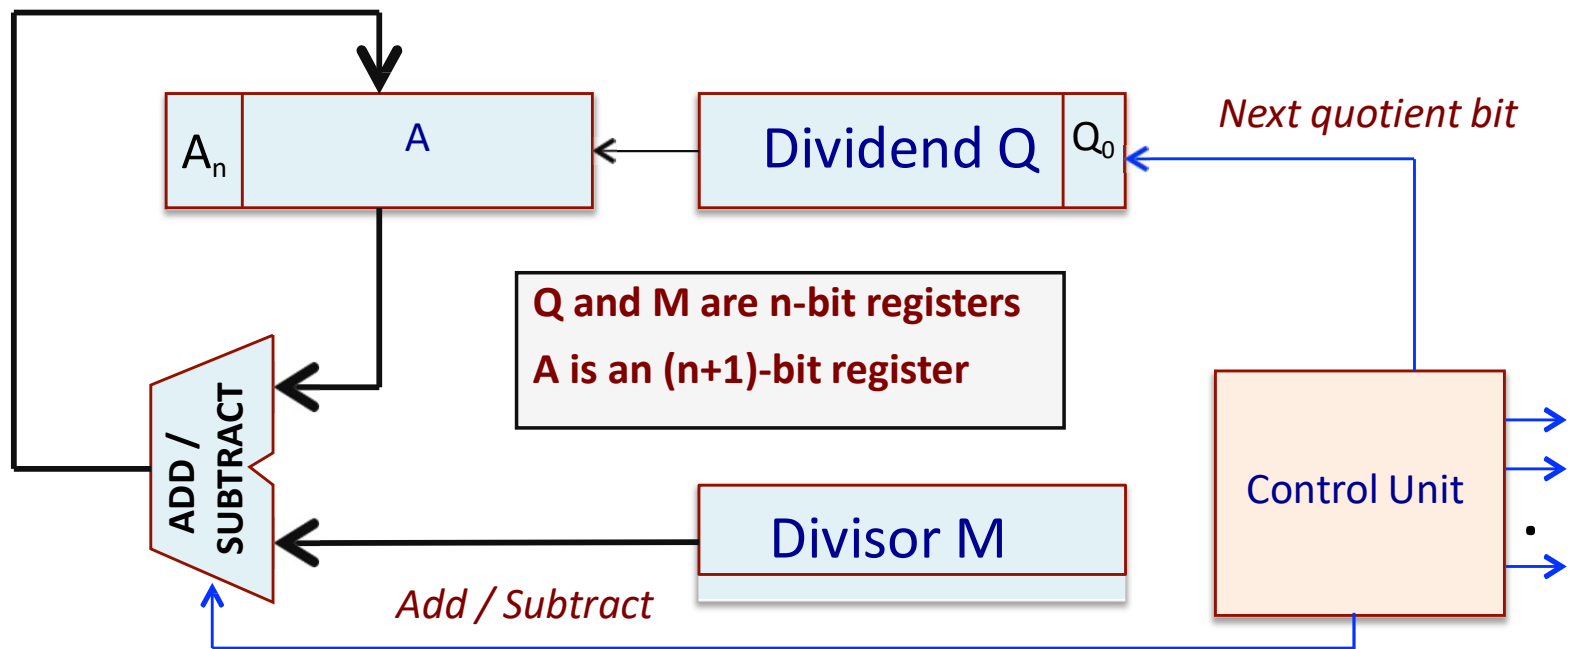 Aₙ
A
Dividend Q
Q₀
Next quotient bit
Q and M are n-bit registers
A is an (n+1)-bit register
ADD /
SUBTRACT
Divisor M
Control Unit
.
Add / Subtract